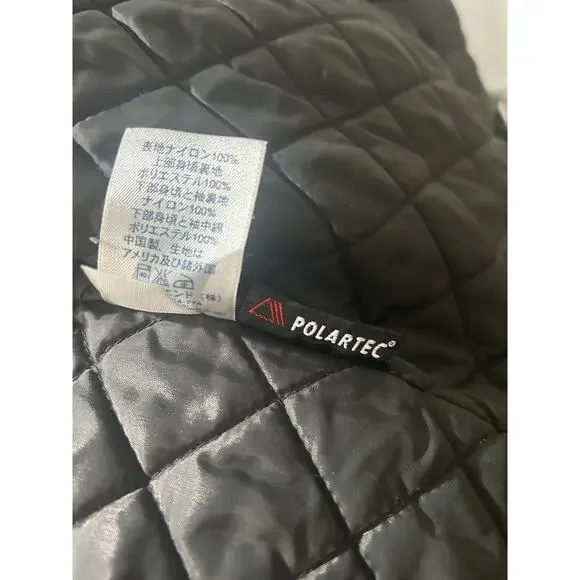 表地ナイロン100%
上部身頃裏地
ポリエステル100%
下部身頃と袖裏地
ナイロン100%
下部身頃と袖中綿
ポリエステル100%
中国製、生地は
アメリカ及び諸外国
ンド(株)
POLARTEC®